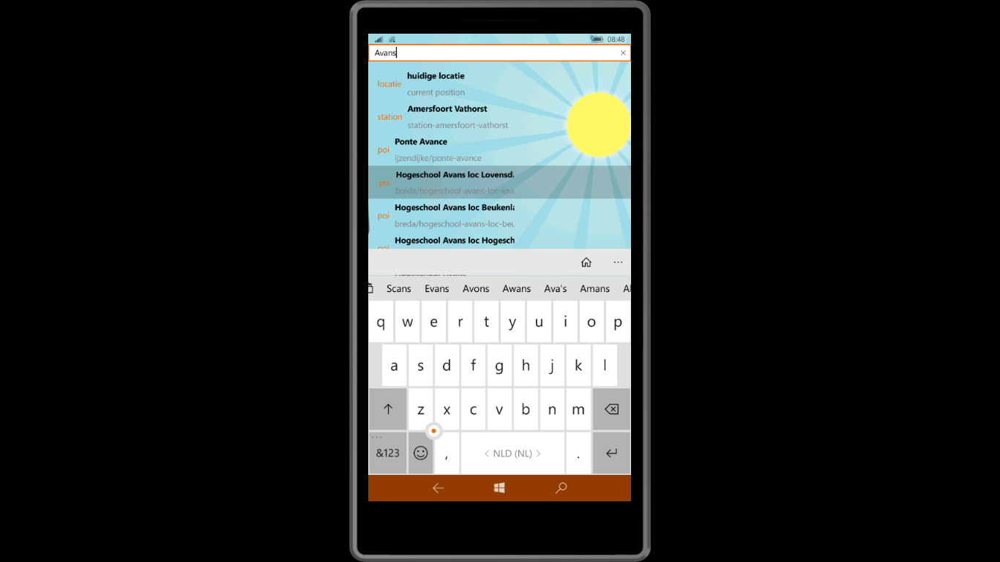 08:48
Avans
huidige locatie
locatie
current position
Amersfoort Vathorst
station
station-amersfoort-vathorst
Ponte Avance
poi
ijzendijke/ponte-avance
Hogeschool Avans loc Lovensd
poi
breda/hogeschool-avans-loc-love
Hogeschool Avans loc Beukenla
poi
breda/hogeschool-avans-loc-beu
Hogeschool Avans loc Hogesch
poi
...
Scans Evans Avons Awans Ava's Amans
q w e r t y u i o p
a s d f g h j k l
z x c v b n m
&123 , < NLD (NL) > .